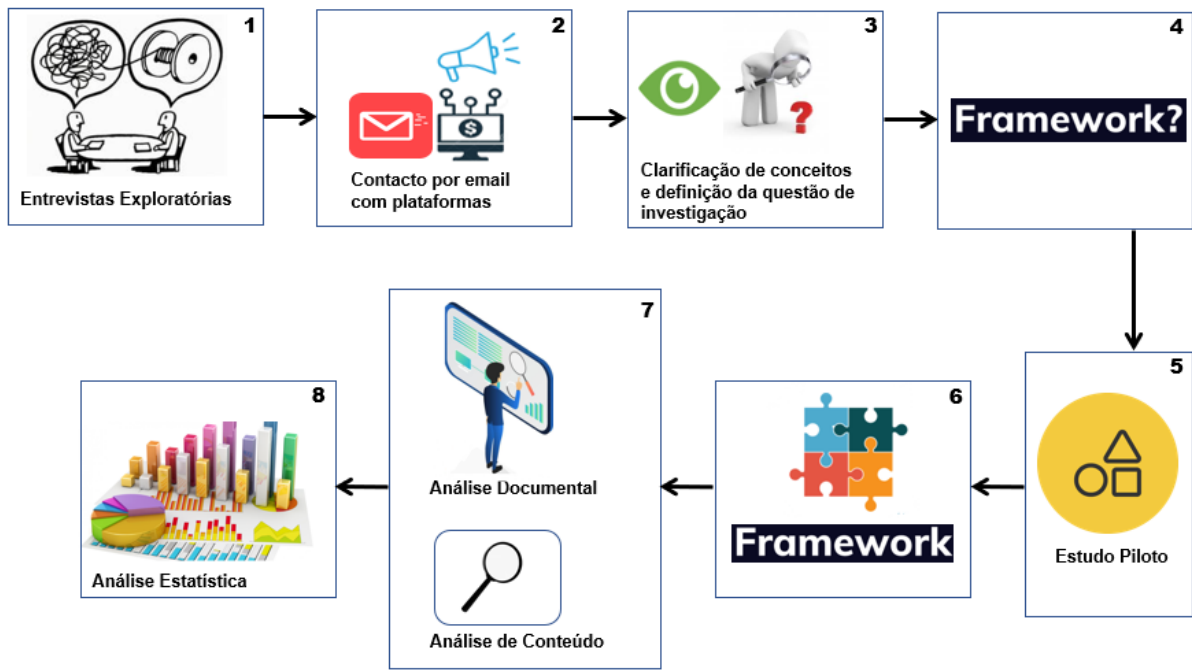 1
Entrevistas Exploratórias
2
Contacto por email
com plataformas
3
Clarificação de conceitos
e definição da questão de
investigação
4
Framework?
5
Estudo Piloto
6
Framework
7
Análise Documental
Análise de Conteúdo
8
Análise Estatística